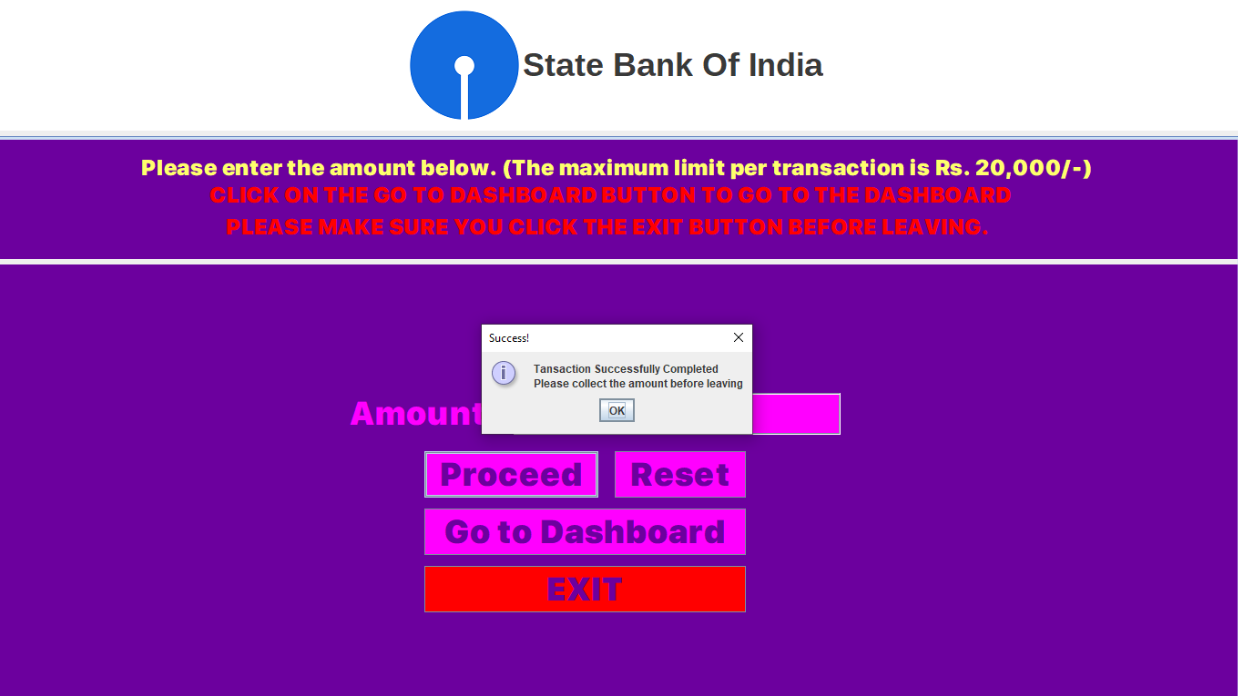 State Bank Of India
Please enter the amount below. (The maximum limit per transaction is Rs. 20,000/-)
CLICK ON THE GO TO DASHBOARD BUTTON TO GO TO THE DASHBOARD
PLEASE MAKE SURE YOU CLICK THE EXIT BUTTON BEFORE LEAVING.
Success!
Tansaction Successfully Completed
Please collect the amount before leaving
OK
Amount
Proceed
Reset
Go to Dashboard
EXIT